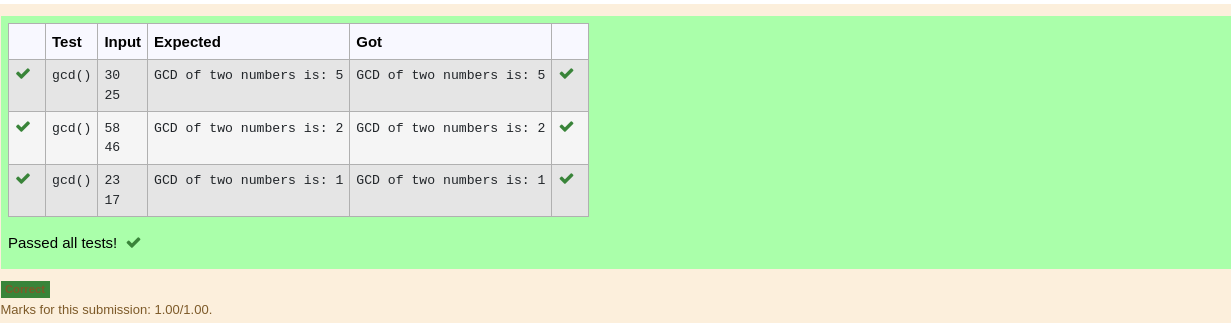 Test Input Expected Got
gcd() 30 GCD of two numbers is: 5 GCD of two numbers is: 5
25
gcd() 58 GCD of two numbers is: 2 GCD of two numbers is: 2
46
gcd() 23 GCD of two numbers is: 1 GCD of two numbers is: 1
17
Passed all tests!
Correct
Marks for this submission: 1.00/1.00.